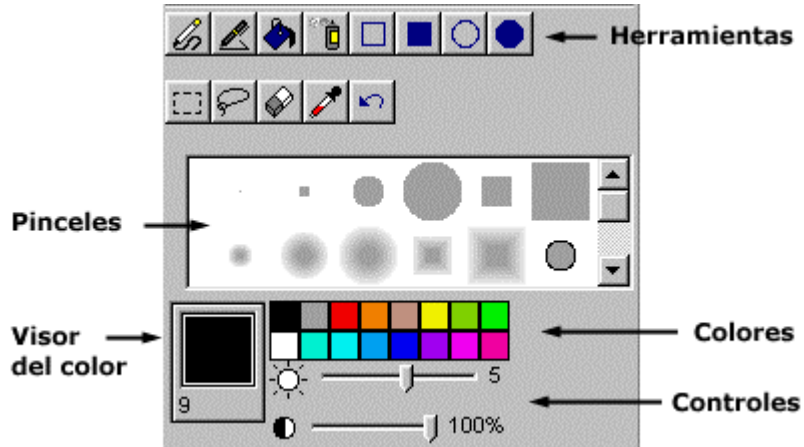 Herramientas
Pinceles
Visor
del color
Colores
5
9
Controles
100%